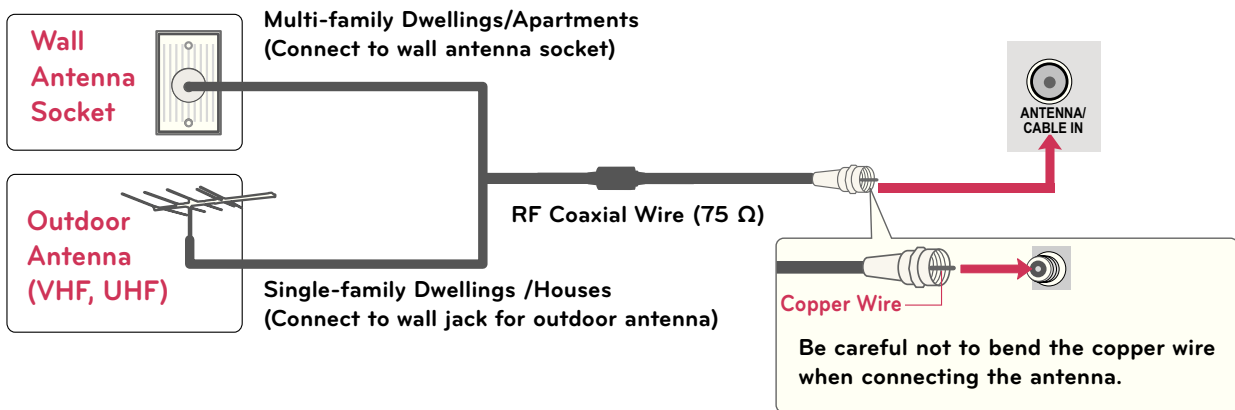 Wall
Antenna
Socket
Multi-family Dwellings/Apartments
(Connect to wall antenna socket)
ANTENNA/
CABLE IN
Outdoor
Antenna
(VHF, UHF)
RF Coaxial Wire (75 Ω)
Single-family Dwellings /Houses
(Connect to wall jack for outdoor antenna)
Copper Wire
Be careful not to bend the copper wire
when connecting the antenna.